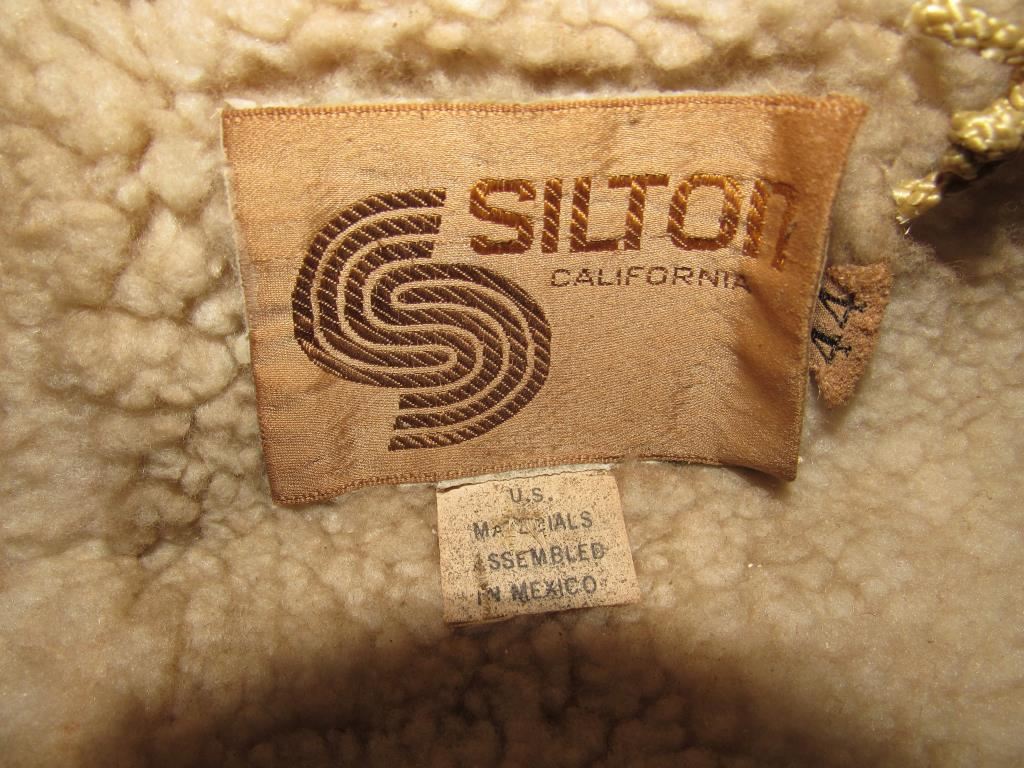 SILTON
CALIFORNIA
44
U.S.
MATERIALS
ASSEMBLED
IN MEXICO